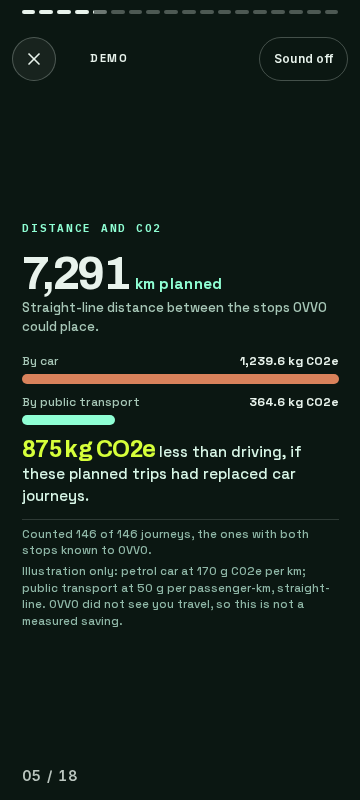 DEMO
Sound off
DISTANCE AND CO2
7,291 km planned
Straight-line distance between the stops OVVO
could place.
By car 1,239.6 kg CO2e
By public transport 364.6 kg CO2e
875 kg CO2e less than driving, if
these planned trips had replaced car
journeys.
Counted 146 of 146 journeys, the ones with both
stops known to OVVO.
Illustration only: petrol car at 170 g CO2e per km;
public transport at 50 g per passenger-km, straight-
line. OVVO did not see you travel, so this is not a
measured saving.
05 / 18